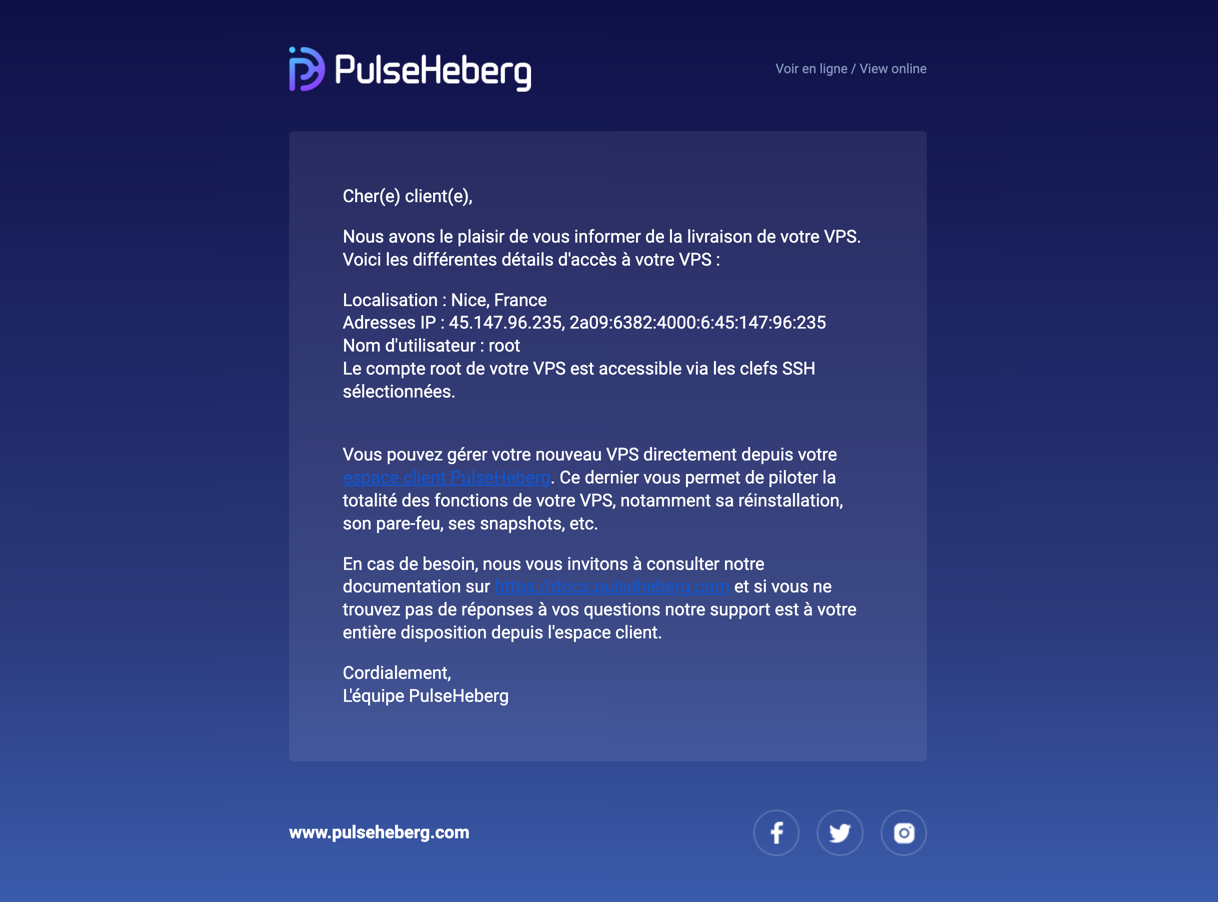 PulseHeberg
Voir en ligne / View online
Cher(e) client(e),
Nous avons le plaisir de vous informer de la livraison de votre VPS.
Voici les différentes détails d'accès à votre VPS :
Localisation : Nice, France
Adresses IP : 45.147.96.235, 2a09:6382:4000:6:45:147:96:235
Nom d'utilisateur : root
Le compte root de votre VPS est accessible via les clefs SSH
sélectionnées.
Vous pouvez gérer votre nouveau VPS directement depuis votre
espace client PulseHeberg. Ce dernier vous permet de piloter la
totalité des fonctions de votre VPS, notamment sa réinstallation,
son pare-feu, ses snapshots, etc.
En cas de besoin, nous vous invitons à consulter notre
documentation sur https://docs.pulseheberg.com et si vous ne
trouvez pas de réponses à vos questions notre support est à votre
entière disposition depuis l'espace client.
Cordialement,
L'équipe PulseHeberg
www.pulseheberg.com